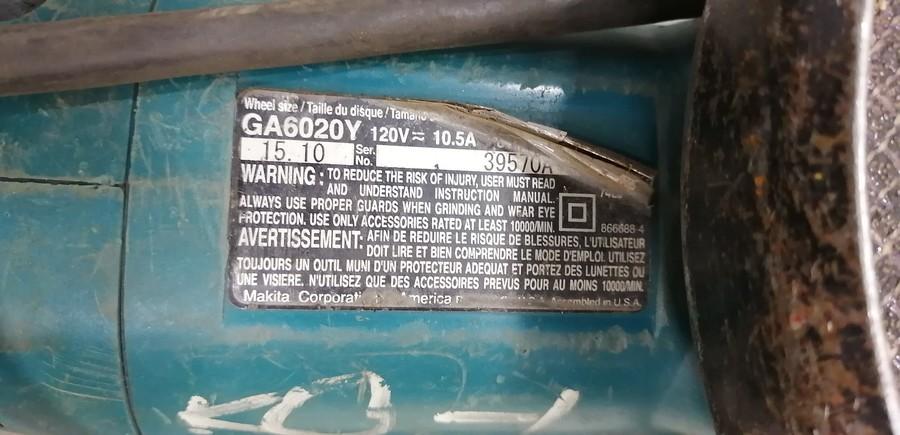 Wheel size / Taille du disque /
GA6020Y 120V 10.5A
15.10 Ser. No. 39570A
WARNING: TO REDUCE THE RISK OF INJURY, USER MUST READ
AND UNDERSTAND INSTRUCTION MANUAL.
ALWAYS USE PROPER GUARDS WHEN GRINDING AND WEAR EYE
PROTECTION. USE ONLY ACCESSORIES RATED AT LEAST 10000/MIN.
866688-4
AVERTISSEMENT: AFIN DE REDUIRE LE RISQUE DE BLESSURES, L'UTILISATEUR
DOIT LIRE ET BIEN COMPRENDRE LE MODE D'EMPLOI. UTILISEZ
TOUJOURS UN OUTIL MUNI D'UN PROTECTEUR ADEQUAT ET PORTEZ DES LUNETTES OU
UNE VISIERE. N'UTILISEZ QUE DES ACCESSOIRES PREVUS POUR AU MOINS 10000/MIN.
Makita America Assembled in U.S.A.